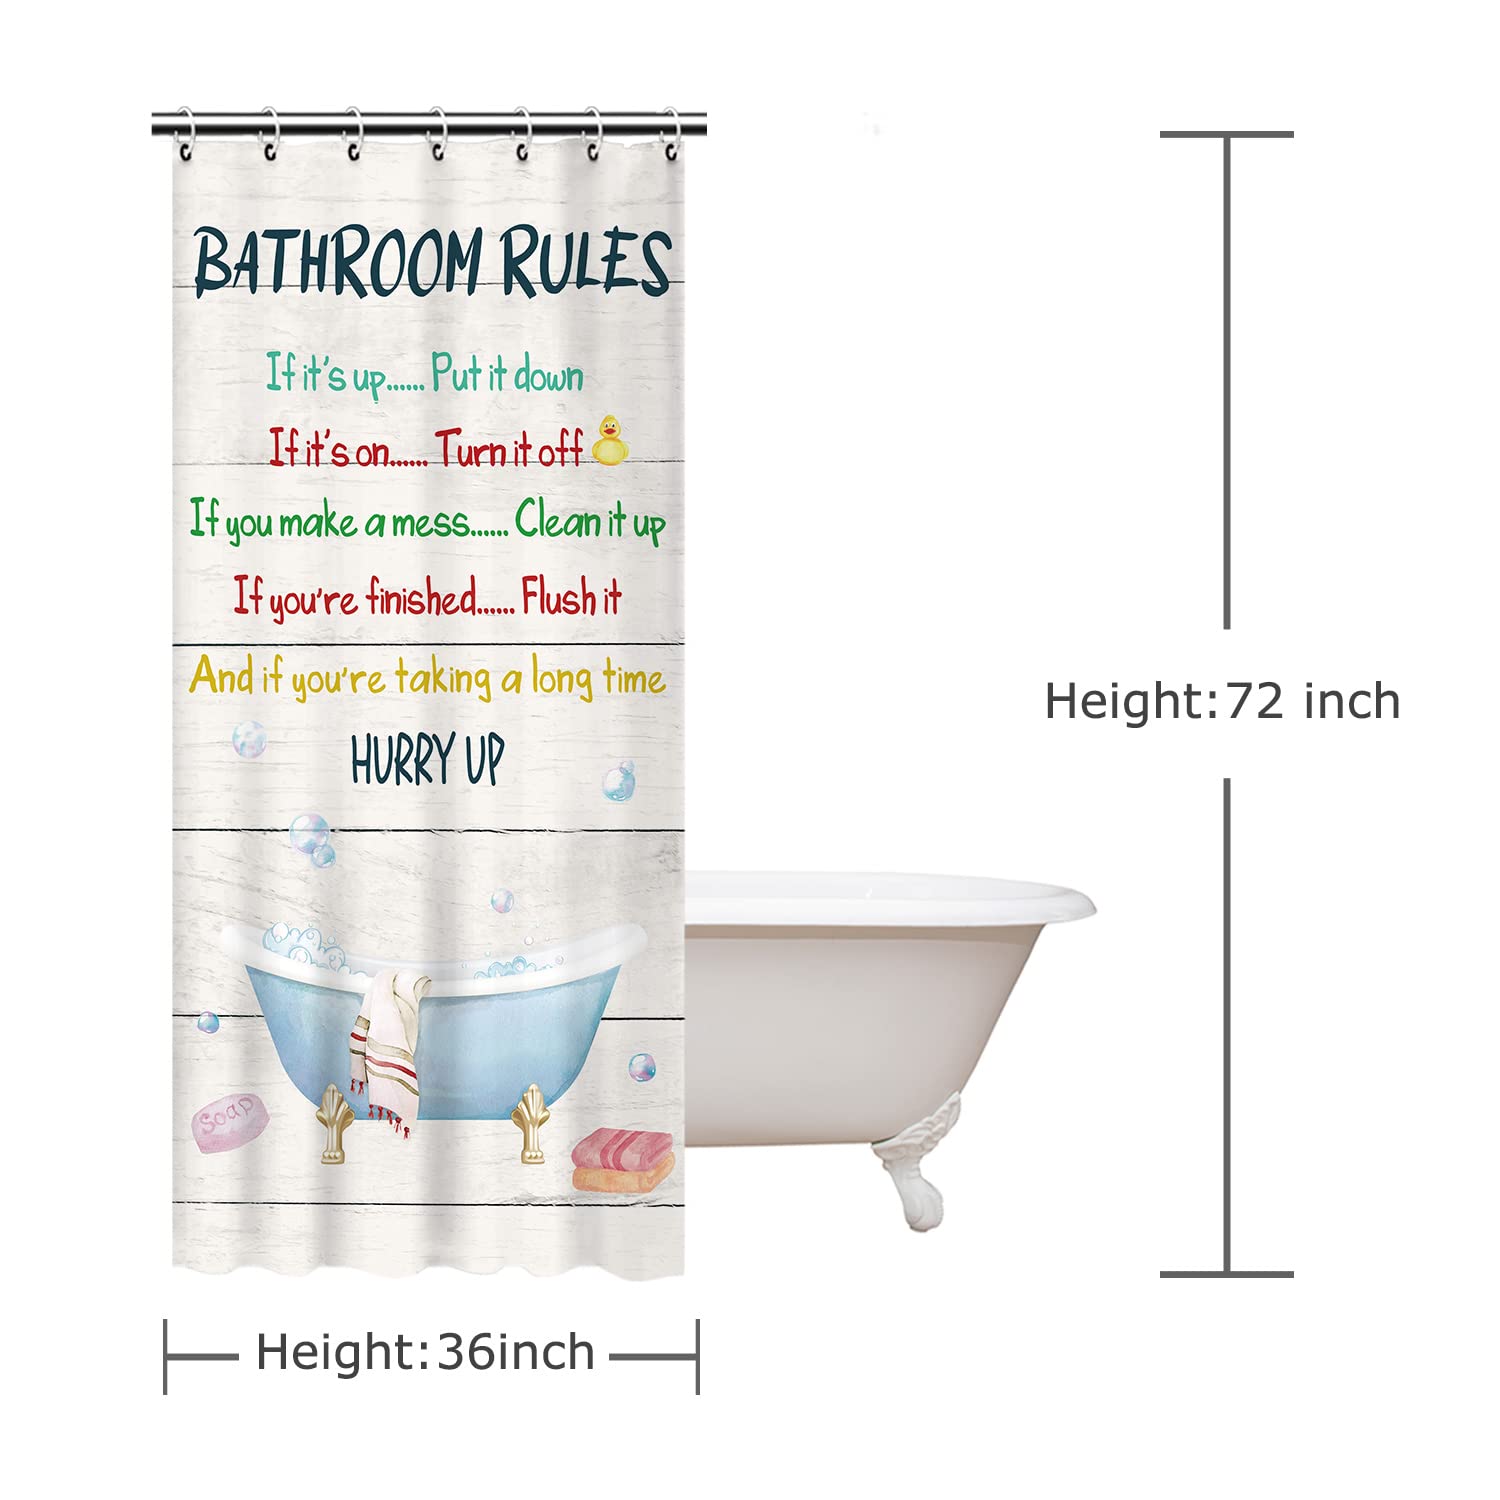 BATHROOM RULES
If it's up...... Put it down
If it's on...... Turn it off
If you make a mess...... Clean it up
If you're finished...... Flush it
And if you're taking a long time
HURRY UP
Soap
Height:72 inch
Height:36inch